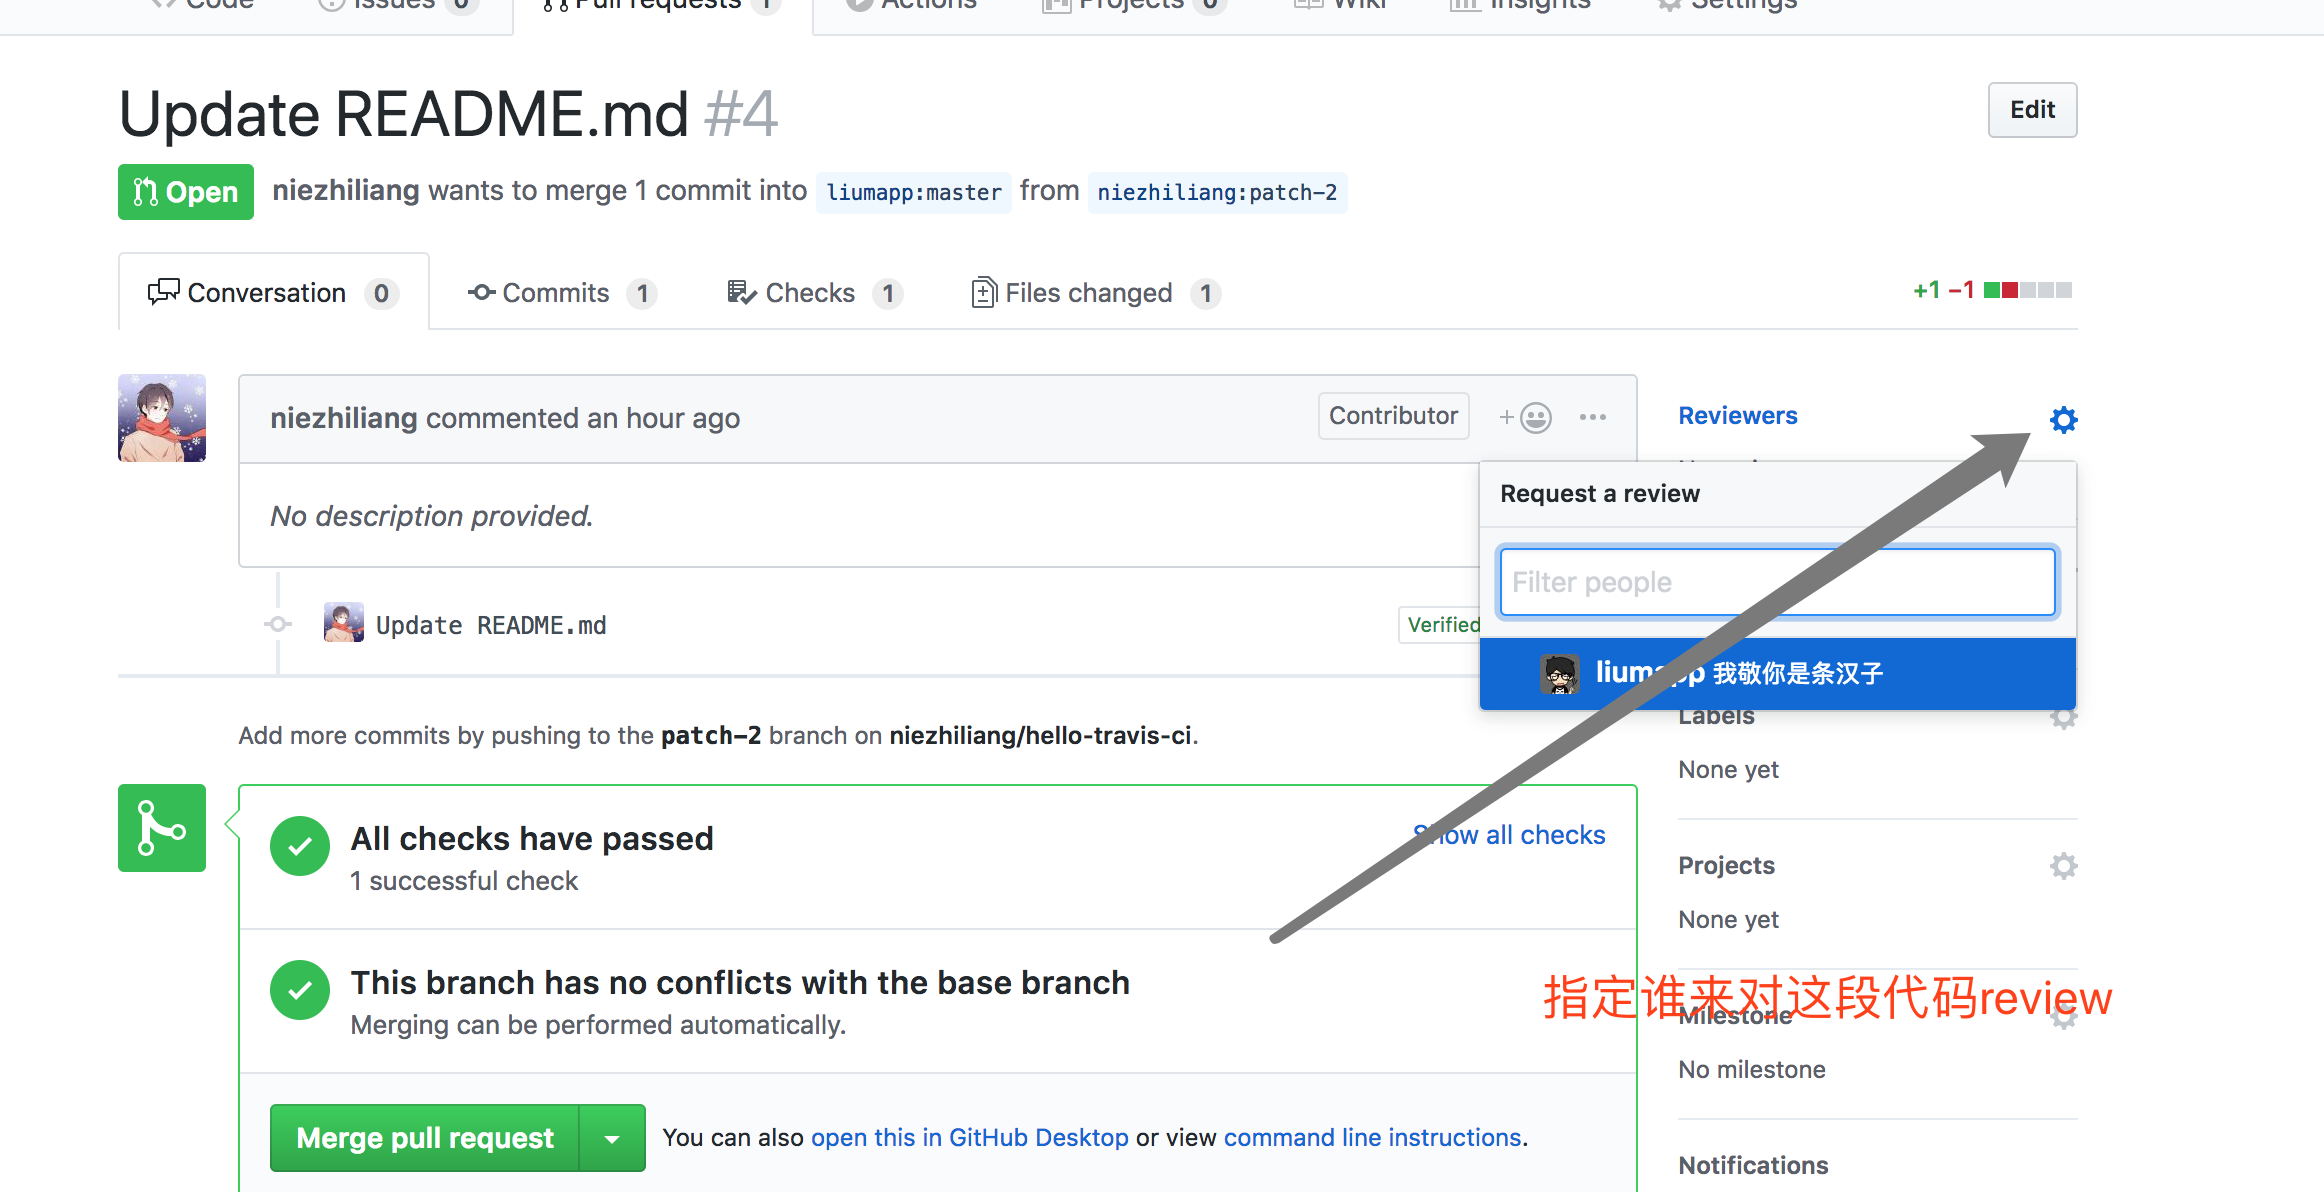 Code Issues 0 Pull requests 1 Actions Projects 0 Wiki Insights Settings
Update README.md #4
Edit
Open niezhiliang wants to merge 1 commit into liumapp:master from niezhiliang:patch-2
Conversation 0 Commits 1 Checks 1 Files changed 1 +1 −1
niezhiliang commented an hour ago Contributor
Reviewers
Request a review
No description provided.
Filter people
Update README.md Verified
liumapp 我敬你是条汉子
Labels
Add more commits by pushing to the patch-2 branch on niezhiliang/hello-travis-ci.
None yet
All checks have passed
Show all checks
1 successful check
Projects
None yet
This branch has no conflicts with the base branch
指定谁来对这段代码review
Milestone
Merging can be performed automatically.
No milestone
Merge pull request You can also open this in GitHub Desktop or view command line instructions.
Notifications